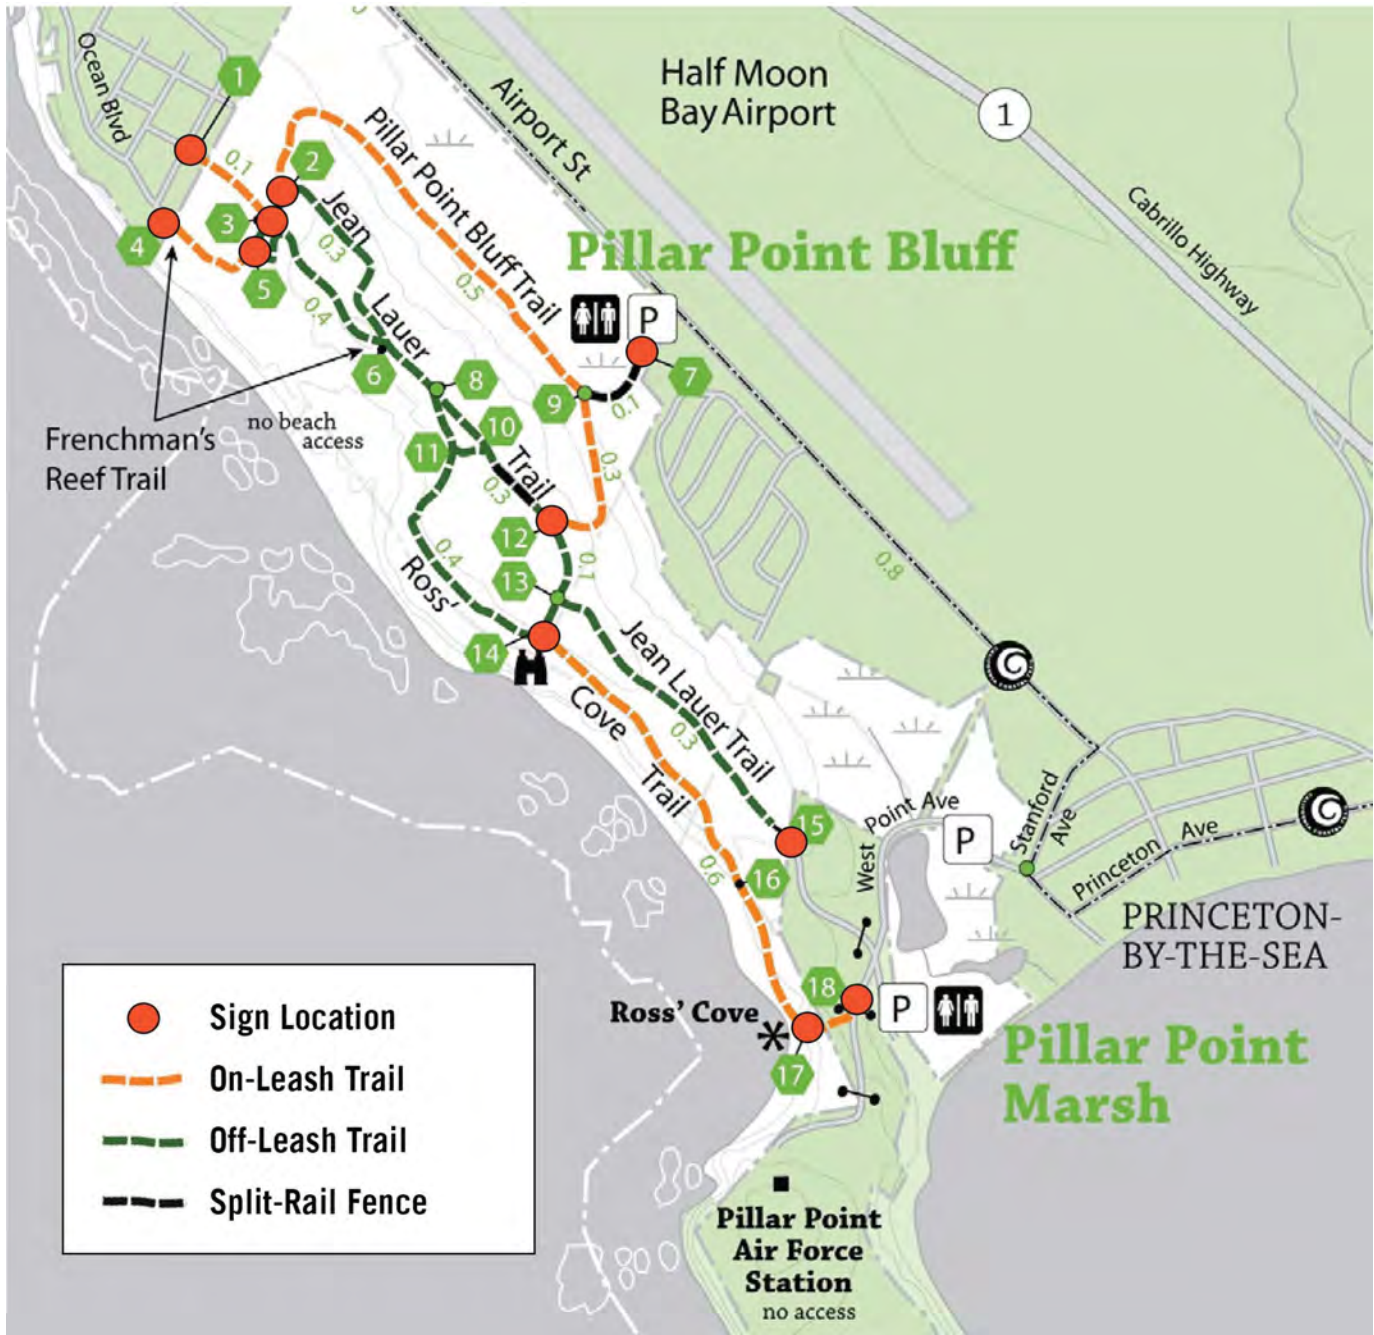 Ocean Blvd
1
0.1
2
3
4
5
Jean
0.3
Lauer
0.4
6
Pillar Point Bluff Trail
0.5
Airport St
Half Moon
Bay Airport
1
Cabrillo Highway
Pillar Point Bluff
P
7
9
0.1
0.3
8
10
11
Trail
0.3
12
Frenchman's
Reef Trail
no beach
access
0.4
Ross'
13
0.1
14
Cove
Trail
0.6
Jean Lauer Trail
0.3
0.8
C
15
16
West Point Ave
P
Stanford
Ave
Princeton Ave
C
PRINCETON-
BY-THE-SEA
18
P
Ross' Cove
17
Pillar Point
Marsh
Sign Location
On-Leash Trail
Off-Leash Trail
Split-Rail Fence
Pillar Point
Air Force
Station
no access